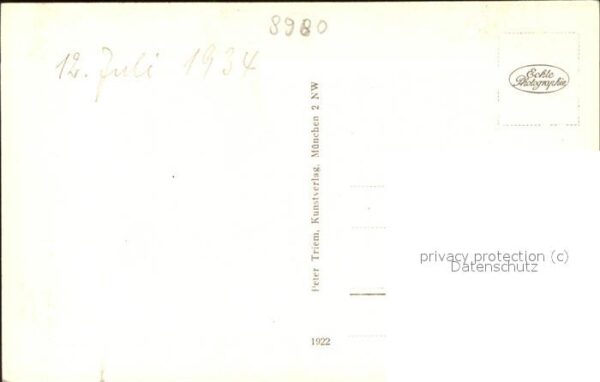 8980
12. Juli 1934
Echte
Photographie
Peter Triem, Kunstverlag, München 2 NW
privacy protection (c)
Datenschutz
1922